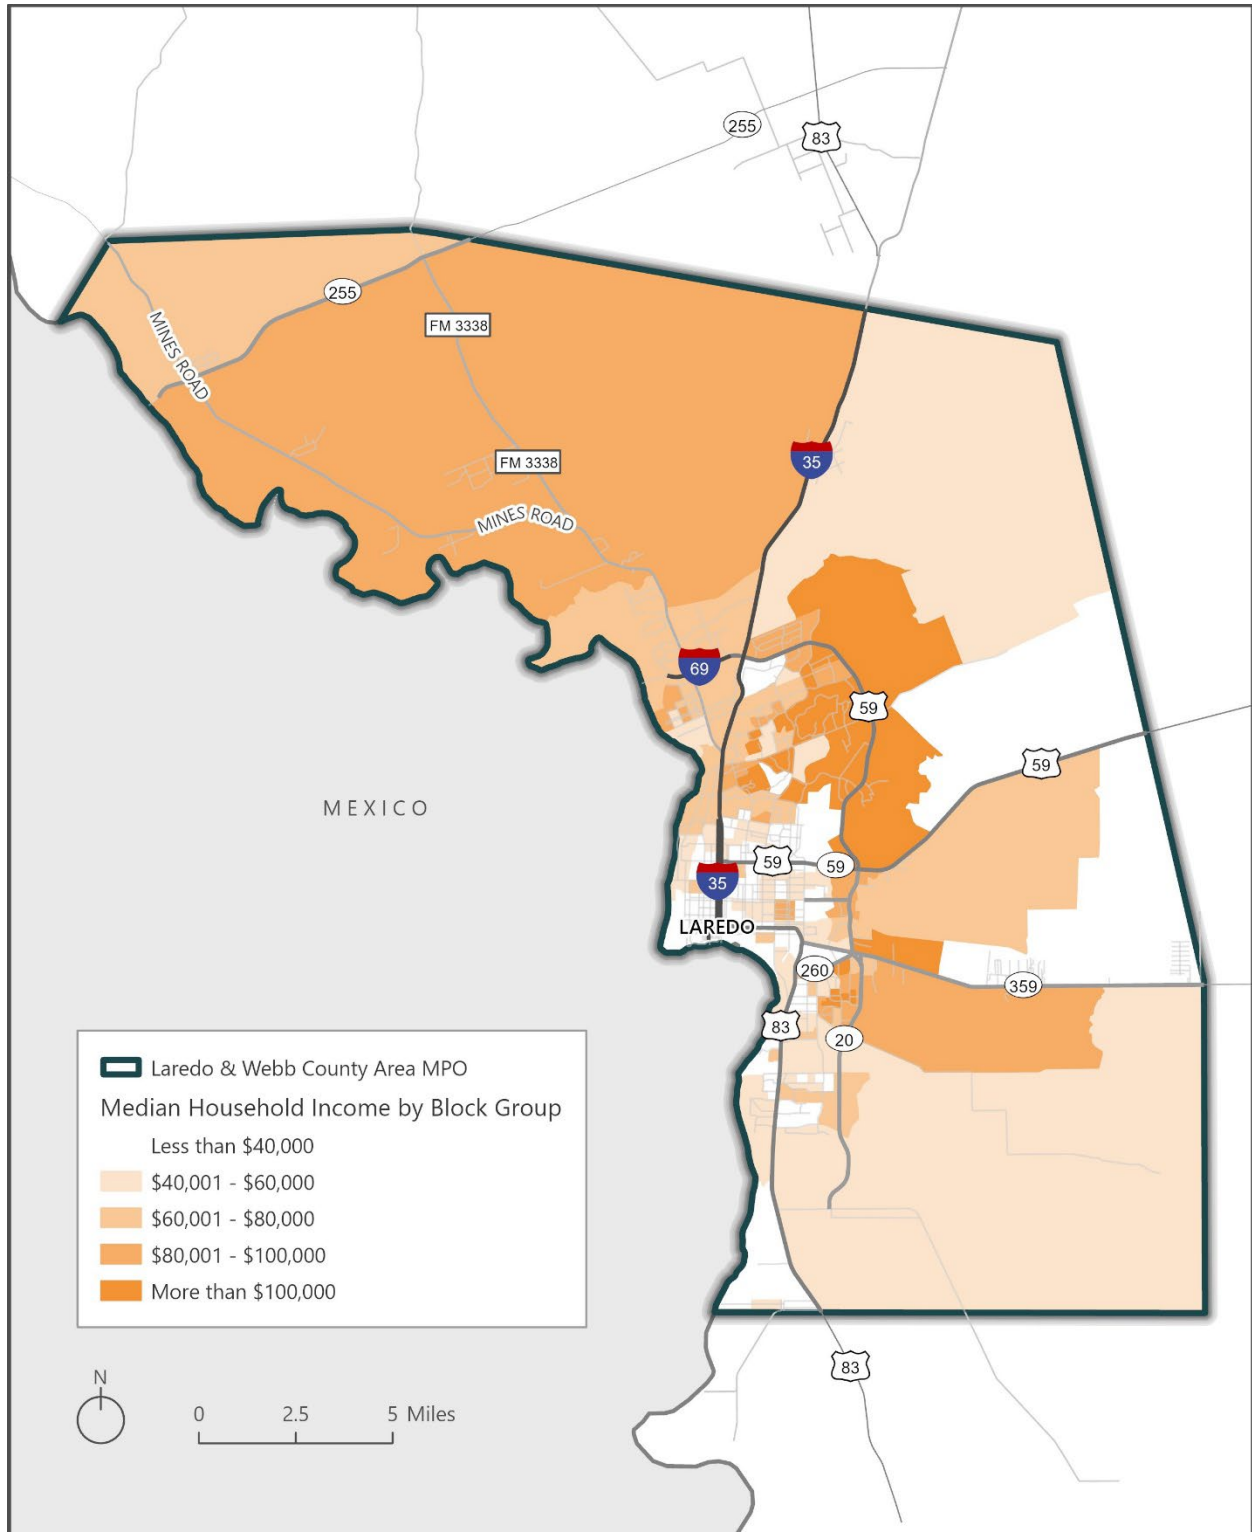 255
83
255
FM 3338
MINES ROAD
35
FM 3338
MINES ROAD
69
59
59
MEXICO
59
59
35
LAREDO
260
359
83
20
Laredo & Webb County Area MPO
Median Household Income by Block Group
Less than $40,000
$40,001 - $60,000
$60,001 - $80,000
$80,001 - $100,000
More than $100,000
83
N
0 2.5 5 Miles